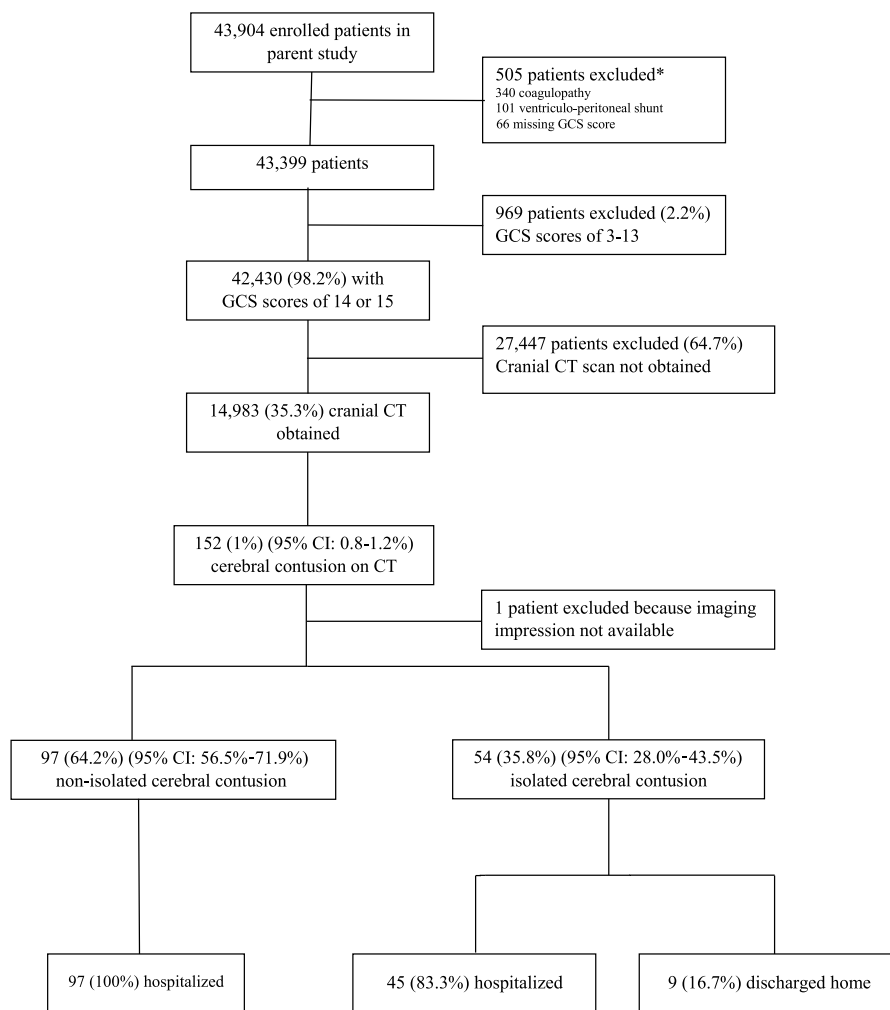 43,904 enrolled patients in
parent study
505 patients excluded*
340 coagulopathy
101 ventriculo-peritoneal shunt
66 missing GCS score
43,399 patients
969 patients excluded (2.2%)
GCS scores of 3-13
42,430 (98.2%) with
GCS scores of 14 or 15
27,447 patients excluded (64.7%)
Cranial CT scan not obtained
14,983 (35.3%) cranial CT
obtained
152 (1%) (95% CI: 0.8-1.2%)
cerebral contusion on CT
1 patient excluded because imaging
impression not available
97 (64.2%) (95% CI: 56.5%-71.9%)
non-isolated cerebral contusion
54 (35.8%) (95% CI: 28.0%-43.5%)
isolated cerebral contusion
97 (100%) hospitalized
45 (83.3%) hospitalized
9 (16.7%) discharged home